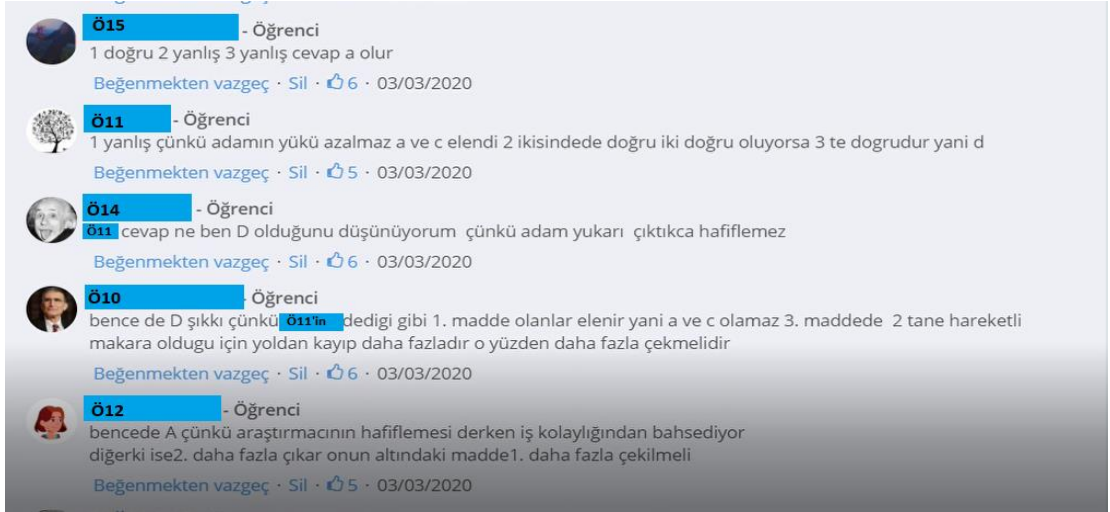 Ö15 - Öğrenci
1 doğru 2 yanlış 3 yanlış cevap a olur
Beğenmekten vazgeç · Sil · 6 · 03/03/2020
Ö11 - Öğrenci
1 yanlış çünkü adamın yükü azalmaz a ve c elendi 2 ikisindede doğru iki doğru oluyorsa 3 te dogrudur yani d
Beğenmekten vazgeç · Sil · 5 · 03/03/2020
Ö14 - Öğrenci
Ö11 cevap ne ben D olduğunu düşünüyorum çünkü adam yukarı çıktıkca hafiflemez
Beğenmekten vazgeç · Sil · 6 · 03/03/2020
Ö10 - Öğrenci
bence de D şıkkı çünkü Ö11'in dedigi gibi 1. madde olanlar elenir yani a ve c olamaz 3. maddede 2 tane hareketli
makara oldugu için yoldan kayıp daha fazladır o yüzden daha fazla çekmelidir
Beğenmekten vazgeç · Sil · 6 · 03/03/2020
Ö12 - Öğrenci
bencede A çünkü araştırmacının hafiflemesi derken iş kolaylığından bahsediyor
diğerki ise2. daha fazla çıkar onun altındaki madde1. daha fazla çekilmeli
Beğenmekten vazgeç · Sil · 5 · 03/03/2020